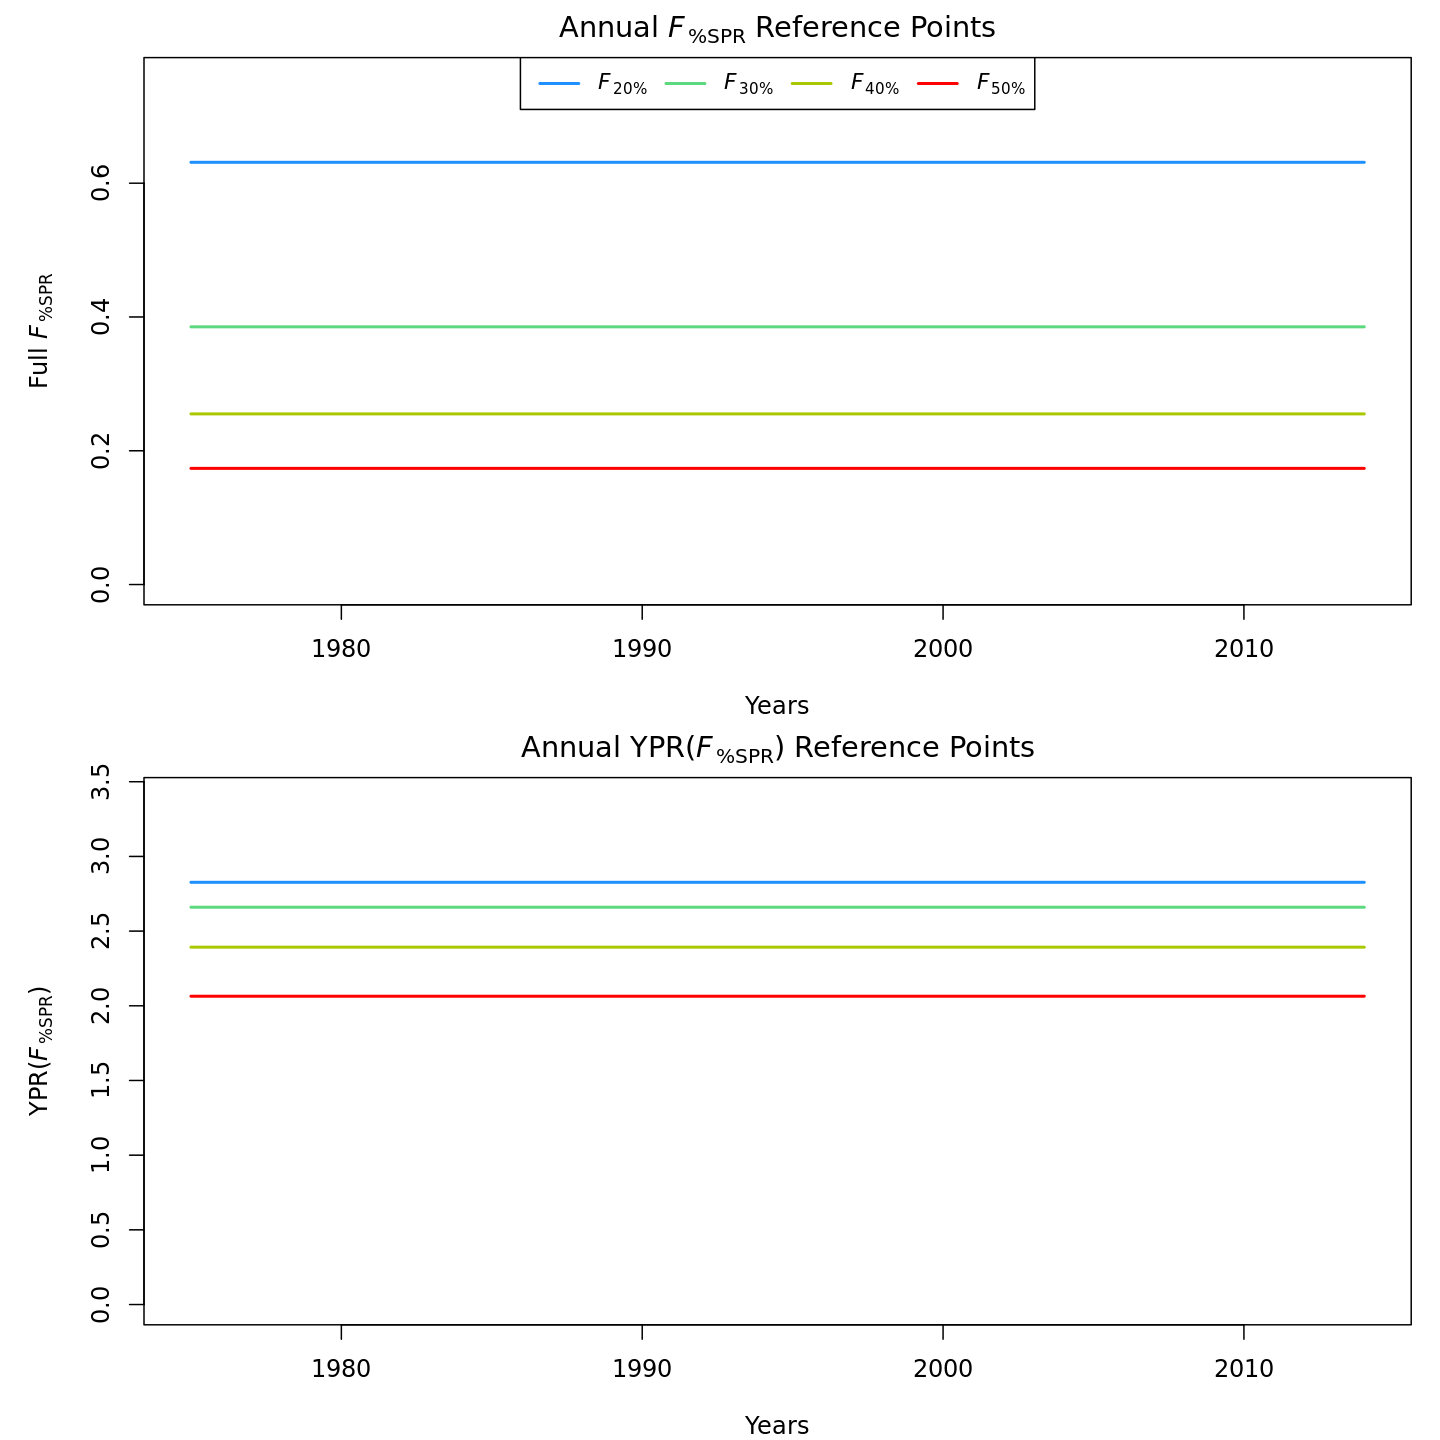 Annual F%SPR Reference Points
F20% F30% F40% F50%
Full F%SPR
0.6
0.4
0.2
0.0
1980 1990 2000 2010
Years
Annual YPR(F%SPR) Reference Points
YPR(F%SPR)
3.5
3.0
2.5
2.0
1.5
1.0
0.5
0.0
1980 1990 2000 2010
Years